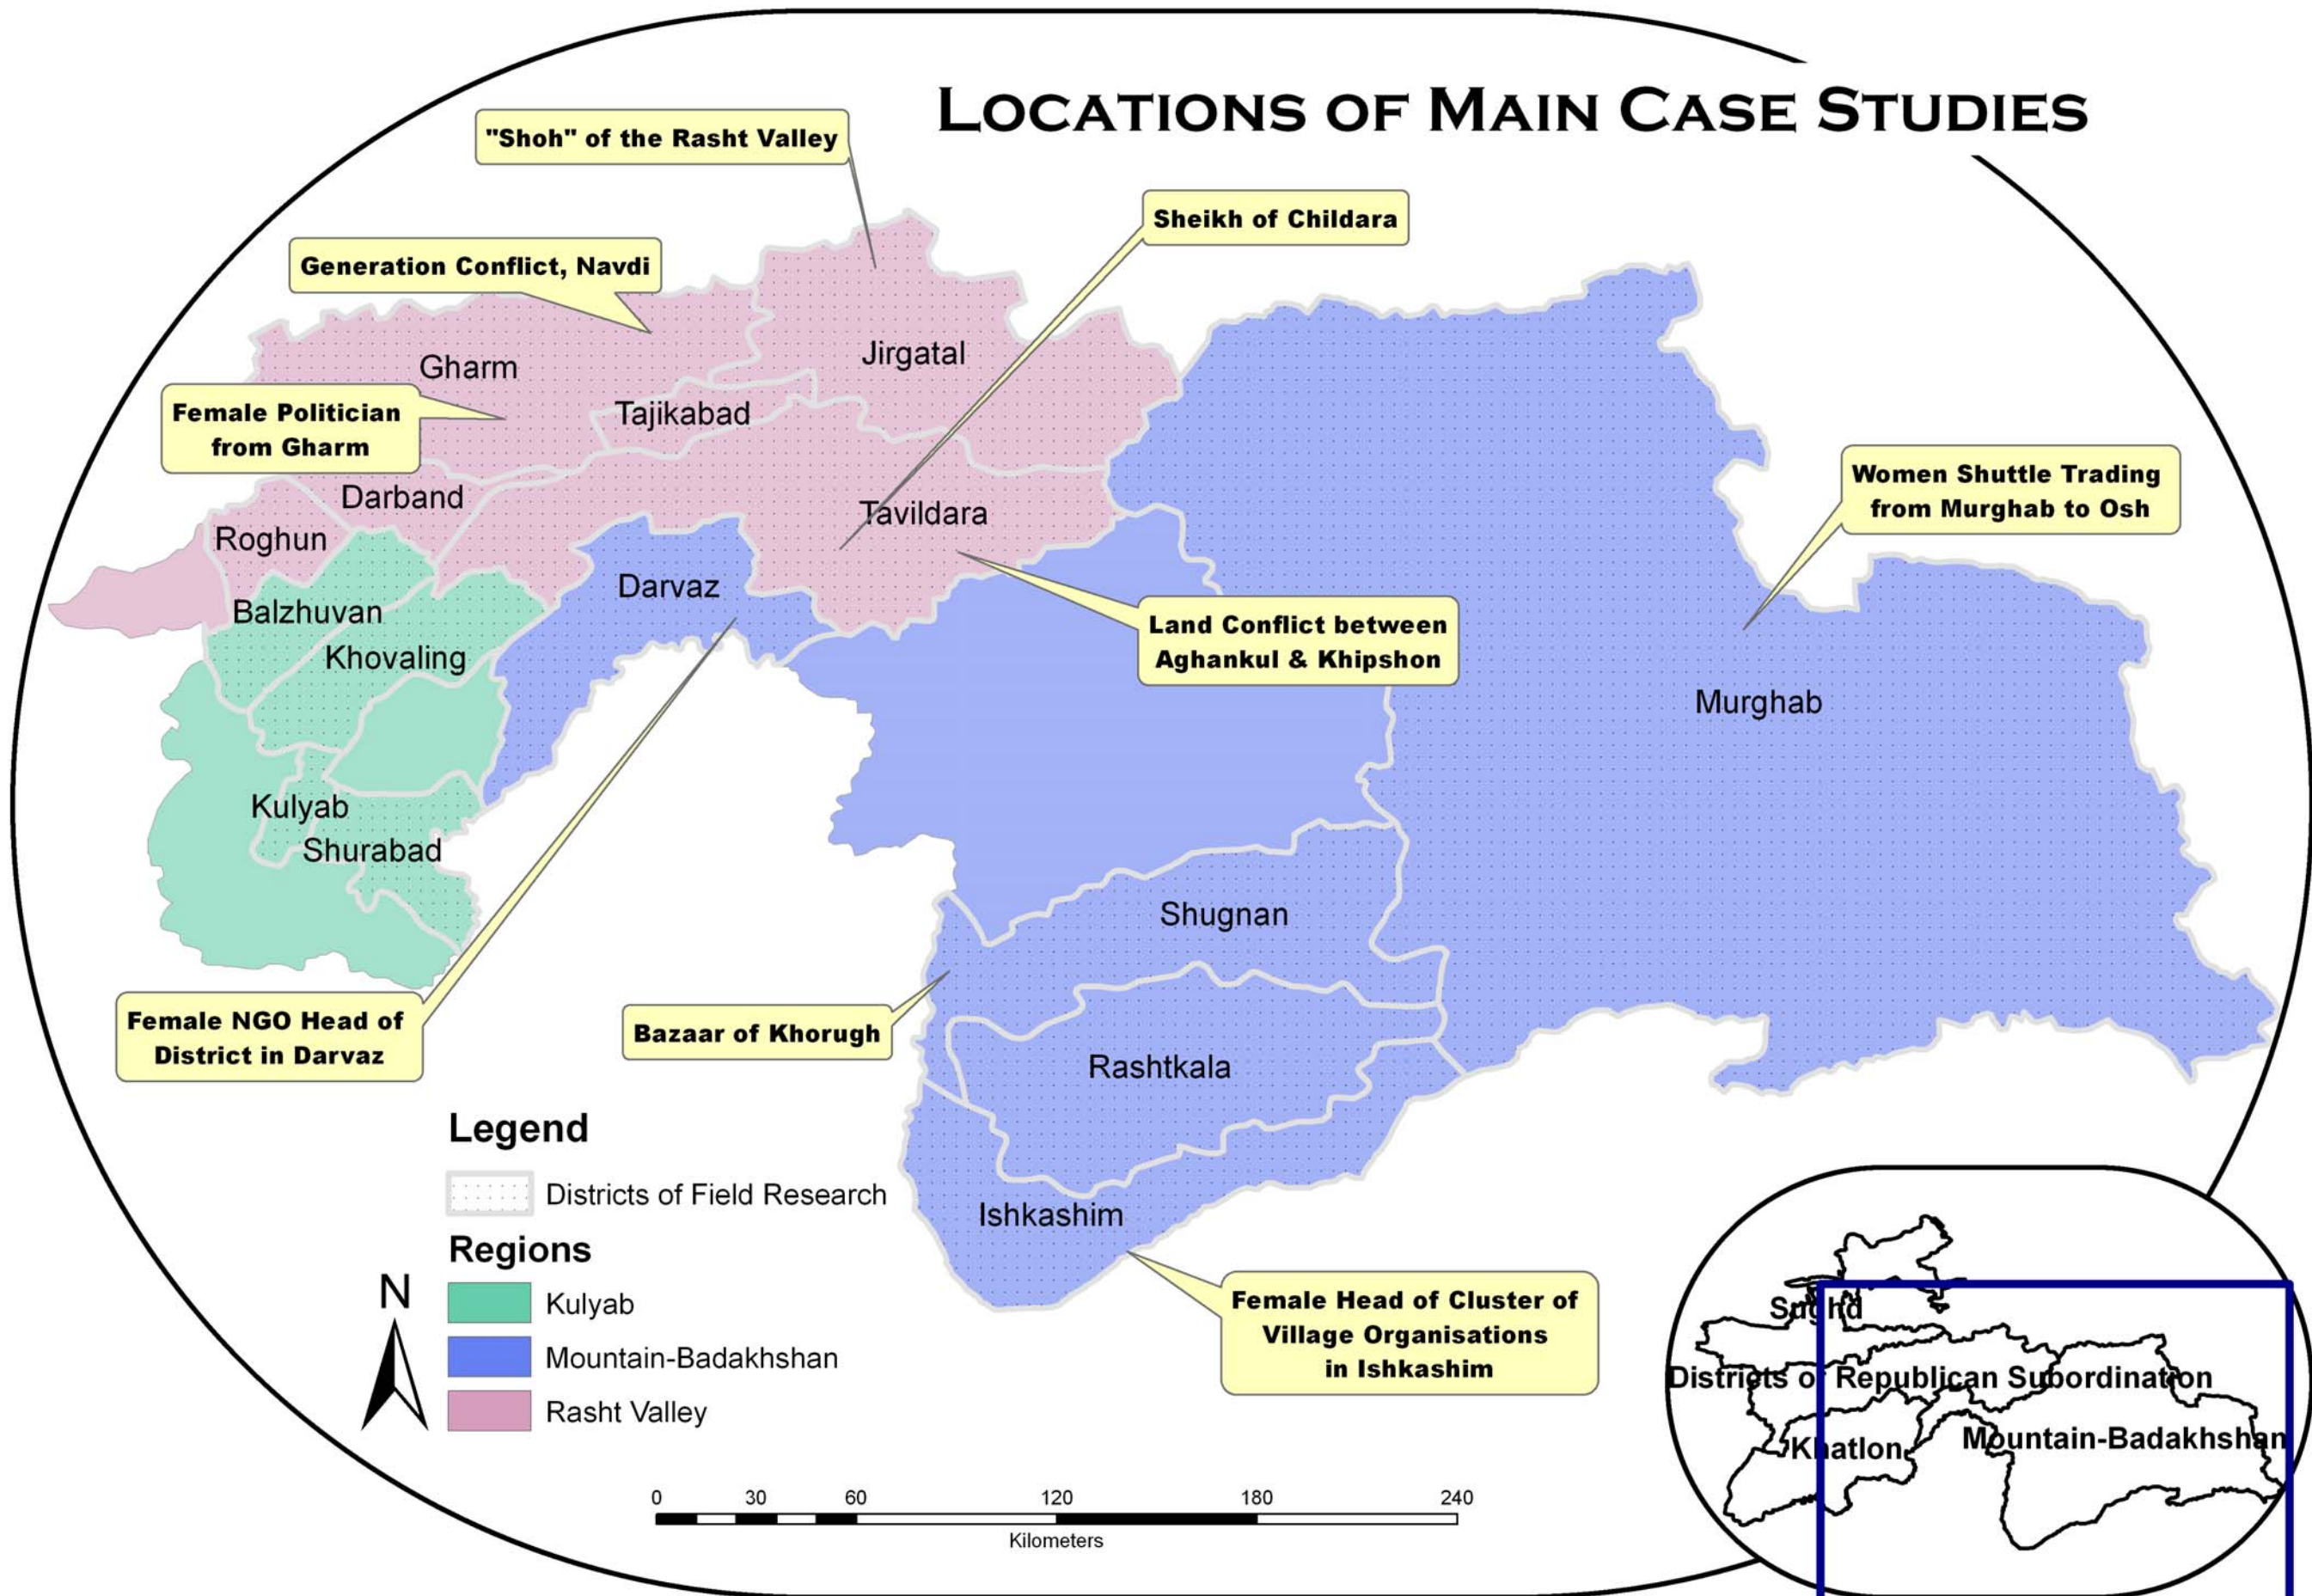 LOCATIONS OF MAIN CASE STUDIES
"Shoh" of the Rasht Valley
Sheikh of Childara
Generation Conflict, Navdi
Jirgatal
Gharm
Female Politician
from Gharm
Tajikabad
Women Shuttle Trading
from Murghab to Osh
Darband
Tavildara
Roghun
Darvaz
Balzhuvan
Land Conflict between
Aghankul & Khipshon
Khovaling
Murghab
Kulyab
Shurabad
Shugnan
Female NGO Head of
District in Darvaz
Bazaar of Khorugh
Rashtkala
Ishkashim
Female Head of Cluster of
Village Organisations
in Ishkashim
Legend
Districts of Field Research
Regions
Kulyab
Mountain-Badakhshan
Rasht Valley
N
0 30 60 120 180 240
Kilometers
Sughd
Districts of Republican Subordination
Khatlon
Mountain-Badakhshan